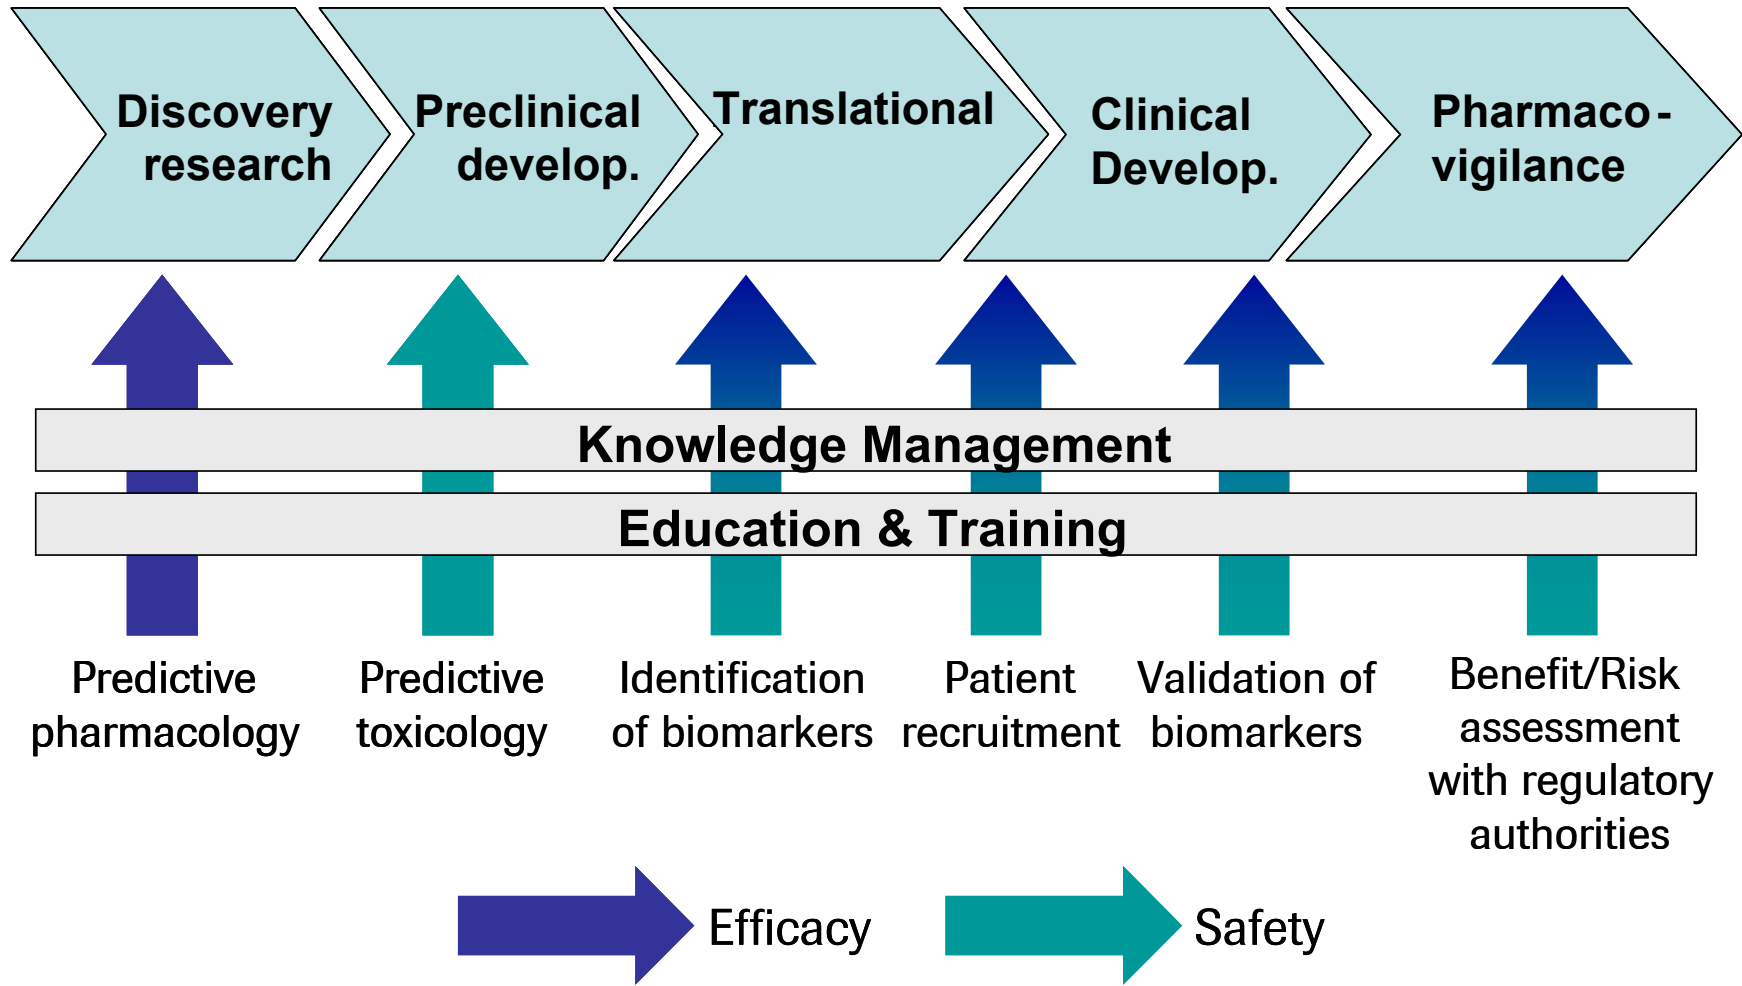 Discovery
research
Preclinical
develop.
Translational
Clinical
Develop.
Pharmaco-
vigilance
Knowledge Management
Education & Training
Predictive
pharmacology
Predictive
toxicology
Identification
of biomarkers
Patient
recruitment
Validation of
biomarkers
Benefit/Risk
assessment
with regulatory
authorities
Efficacy
Safety